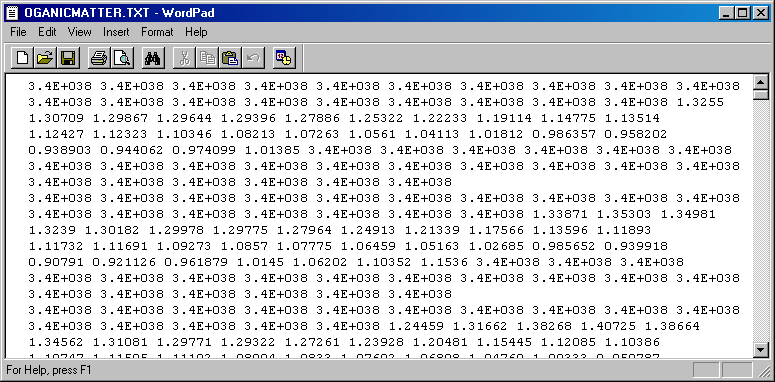 OGANICMATTER.TXT - WordPad
File Edit View Insert Format Help
3.4E+038 3.4E+038 3.4E+038 3.4E+038 3.4E+038 3.4E+038 3.4E+038 3.4E+038 3.4E+038 3.4E+038
3.4E+038 3.4E+038 3.4E+038 3.4E+038 3.4E+038 3.4E+038 3.4E+038 3.4E+038 3.4E+038 1.3255
1.30709 1.29867 1.29644 1.29396 1.27886 1.25322 1.22233 1.19114 1.14775 1.13514
1.12427 1.12323 1.10346 1.08213 1.07263 1.0561 1.04113 1.01812 0.986357 0.958202
0.938903 0.944062 0.974099 1.01385 3.4E+038 3.4E+038 3.4E+038 3.4E+038 3.4E+038 3.4E+038
3.4E+038 3.4E+038 3.4E+038 3.4E+038 3.4E+038 3.4E+038 3.4E+038 3.4E+038 3.4E+038 3.4E+038
3.4E+038 3.4E+038 3.4E+038 3.4E+038 3.4E+038 3.4E+038
3.4E+038 3.4E+038 3.4E+038 3.4E+038 3.4E+038 3.4E+038 3.4E+038 3.4E+038 3.4E+038 3.4E+038
3.4E+038 3.4E+038 3.4E+038 3.4E+038 3.4E+038 3.4E+038 3.4E+038 1.33871 1.35303 1.34981
1.3239 1.30182 1.29978 1.29775 1.27964 1.24913 1.21339 1.17566 1.13596 1.11893
1.11732 1.11691 1.09273 1.0857 1.07775 1.06459 1.05163 1.02685 0.985652 0.939918
0.90791 0.921126 0.961879 1.0145 1.06202 1.10352 1.1536 3.4E+038 3.4E+038 3.4E+038
3.4E+038 3.4E+038 3.4E+038 3.4E+038 3.4E+038 3.4E+038 3.4E+038 3.4E+038 3.4E+038 3.4E+038
3.4E+038 3.4E+038 3.4E+038 3.4E+038 3.4E+038 3.4E+038
3.4E+038 3.4E+038 3.4E+038 3.4E+038 3.4E+038 3.4E+038 3.4E+038 3.4E+038 3.4E+038 3.4E+038
3.4E+038 3.4E+038 3.4E+038 3.4E+038 3.4E+038 1.24459 1.31662 1.38268 1.40725 1.38664
1.34562 1.31081 1.29771 1.29322 1.27261 1.23928 1.20481 1.15445 1.12085 1.10386
For Help, press F1